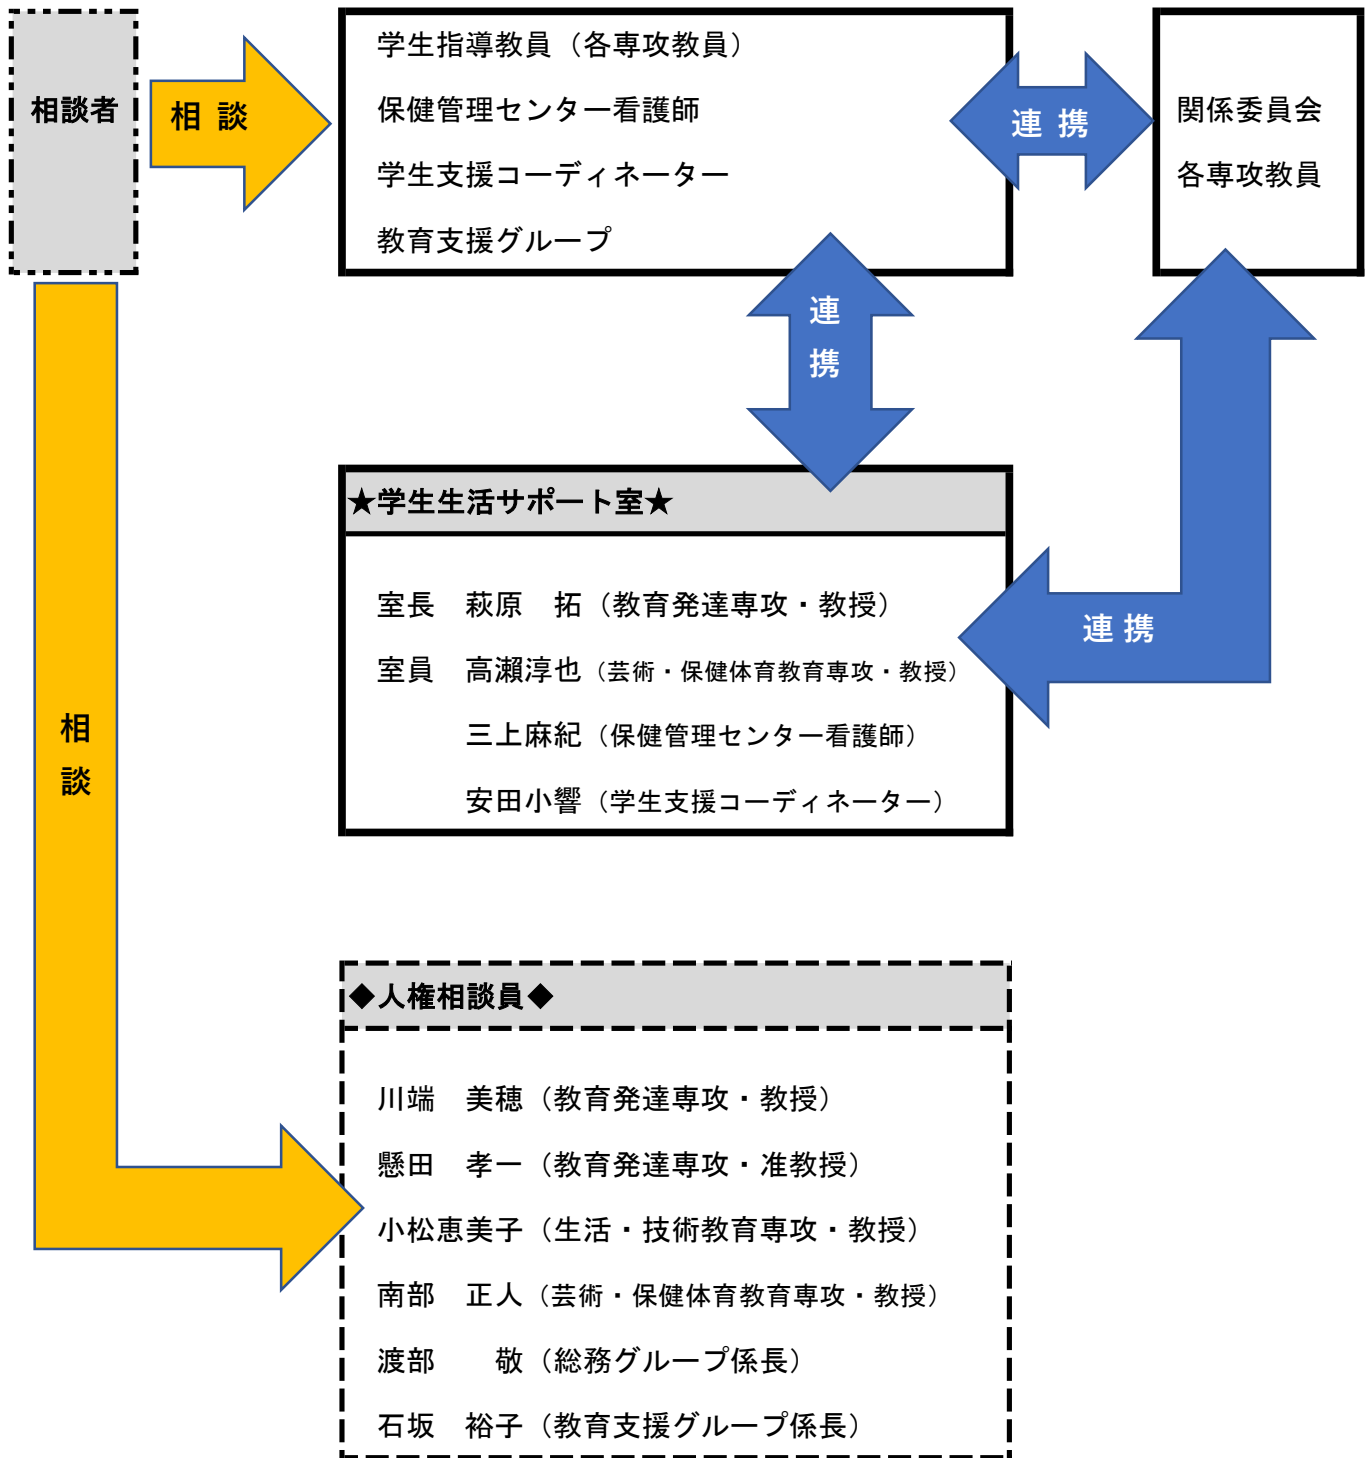 相談者
相 談
学生指導教員（各専攻教員）
保健管理センター看護師
学生支援コーディネーター
教育支援グループ
連 携
関係委員会
各専攻教員
連
携
★学生生活サポート室★
室長　萩原　拓（教育発達専攻・教授）
室員　高瀬淳也（芸術・保健体育教育専攻・教授）
三上麻紀（保健管理センター看護師）
安田小響（学生支援コーディネーター）
連 携
相
談
◆人権相談員◆
川端　美穂（教育発達専攻・教授）
懸田　孝一（教育発達専攻・准教授）
小松恵美子（生活・技術教育専攻・教授）
南部　正人（芸術・保健体育教育専攻・教授）
渡部　　敬（総務グループ係長）
石坂　裕子（教育支援グループ係長）